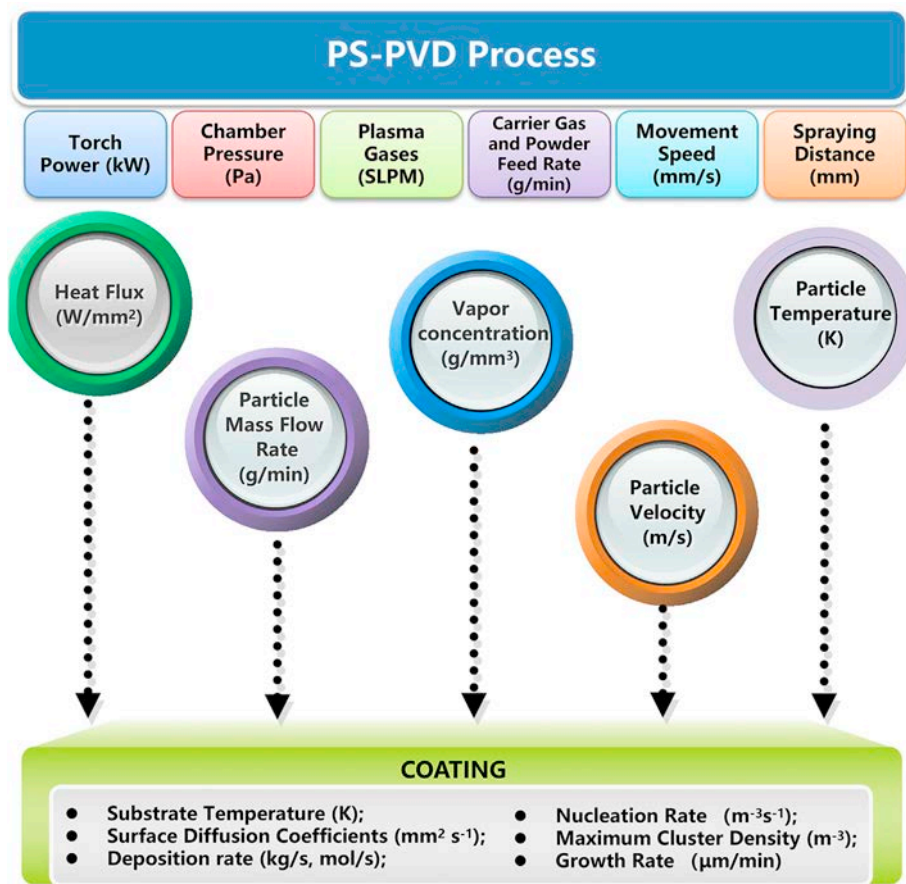 PS-PVD Process
Torch
Power (kW)
Chamber
Pressure
(Pa)
Plasma
Gases
(SLPM)
Carrier Gas
and Powder
Feed Rate
(g/min)
Movement
Speed
(mm/s)
Spraying
Distance
(mm)
Heat Flux
(W/mm²)
Particle
Mass Flow
Rate
(g/min)
Vapor
concentration
(g/mm³)
Particle
Velocity
(m/s)
Particle
Temperature
(K)
COATING
● Substrate Temperature (K);
● Surface Diffusion Coefficients (mm² s⁻¹);
● Deposition rate (kg/s, mol/s);
● Nucleation Rate (m⁻³s⁻¹);
● Maximum Cluster Density (m⁻³);
● Growth Rate (μm/min)